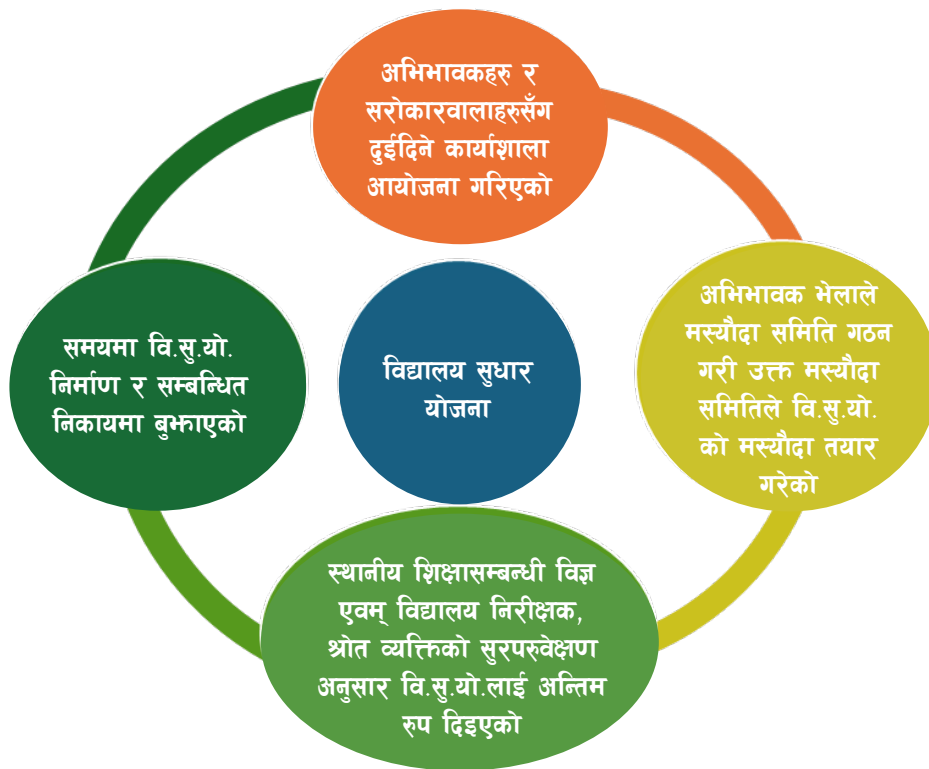 अभिभावकहरु र
सरोकारवालाहरुसँग
दुईदिने कार्याशाला
आयोजना गरिएको
अभिभावक भेलाले
मस्यौदा समिति गठन
गरी उक्त मस्यौदा
समितिले वि.सु.यो.
को मस्यौदा तयार
गरेको
समयमा वि.सु.यो.
निर्माण र सम्बन्धित
निकायमा बुझाएको
विद्यालय सुधार
योजना
स्थानीय शिक्षासम्बन्धी विज्ञ
एवम् विद्यालय निरीक्षक,
श्रोत व्यक्तिको सुरपरुवेक्षण
अनुसार वि.सु.यो.लाई अन्तिम
रुप दिइएको